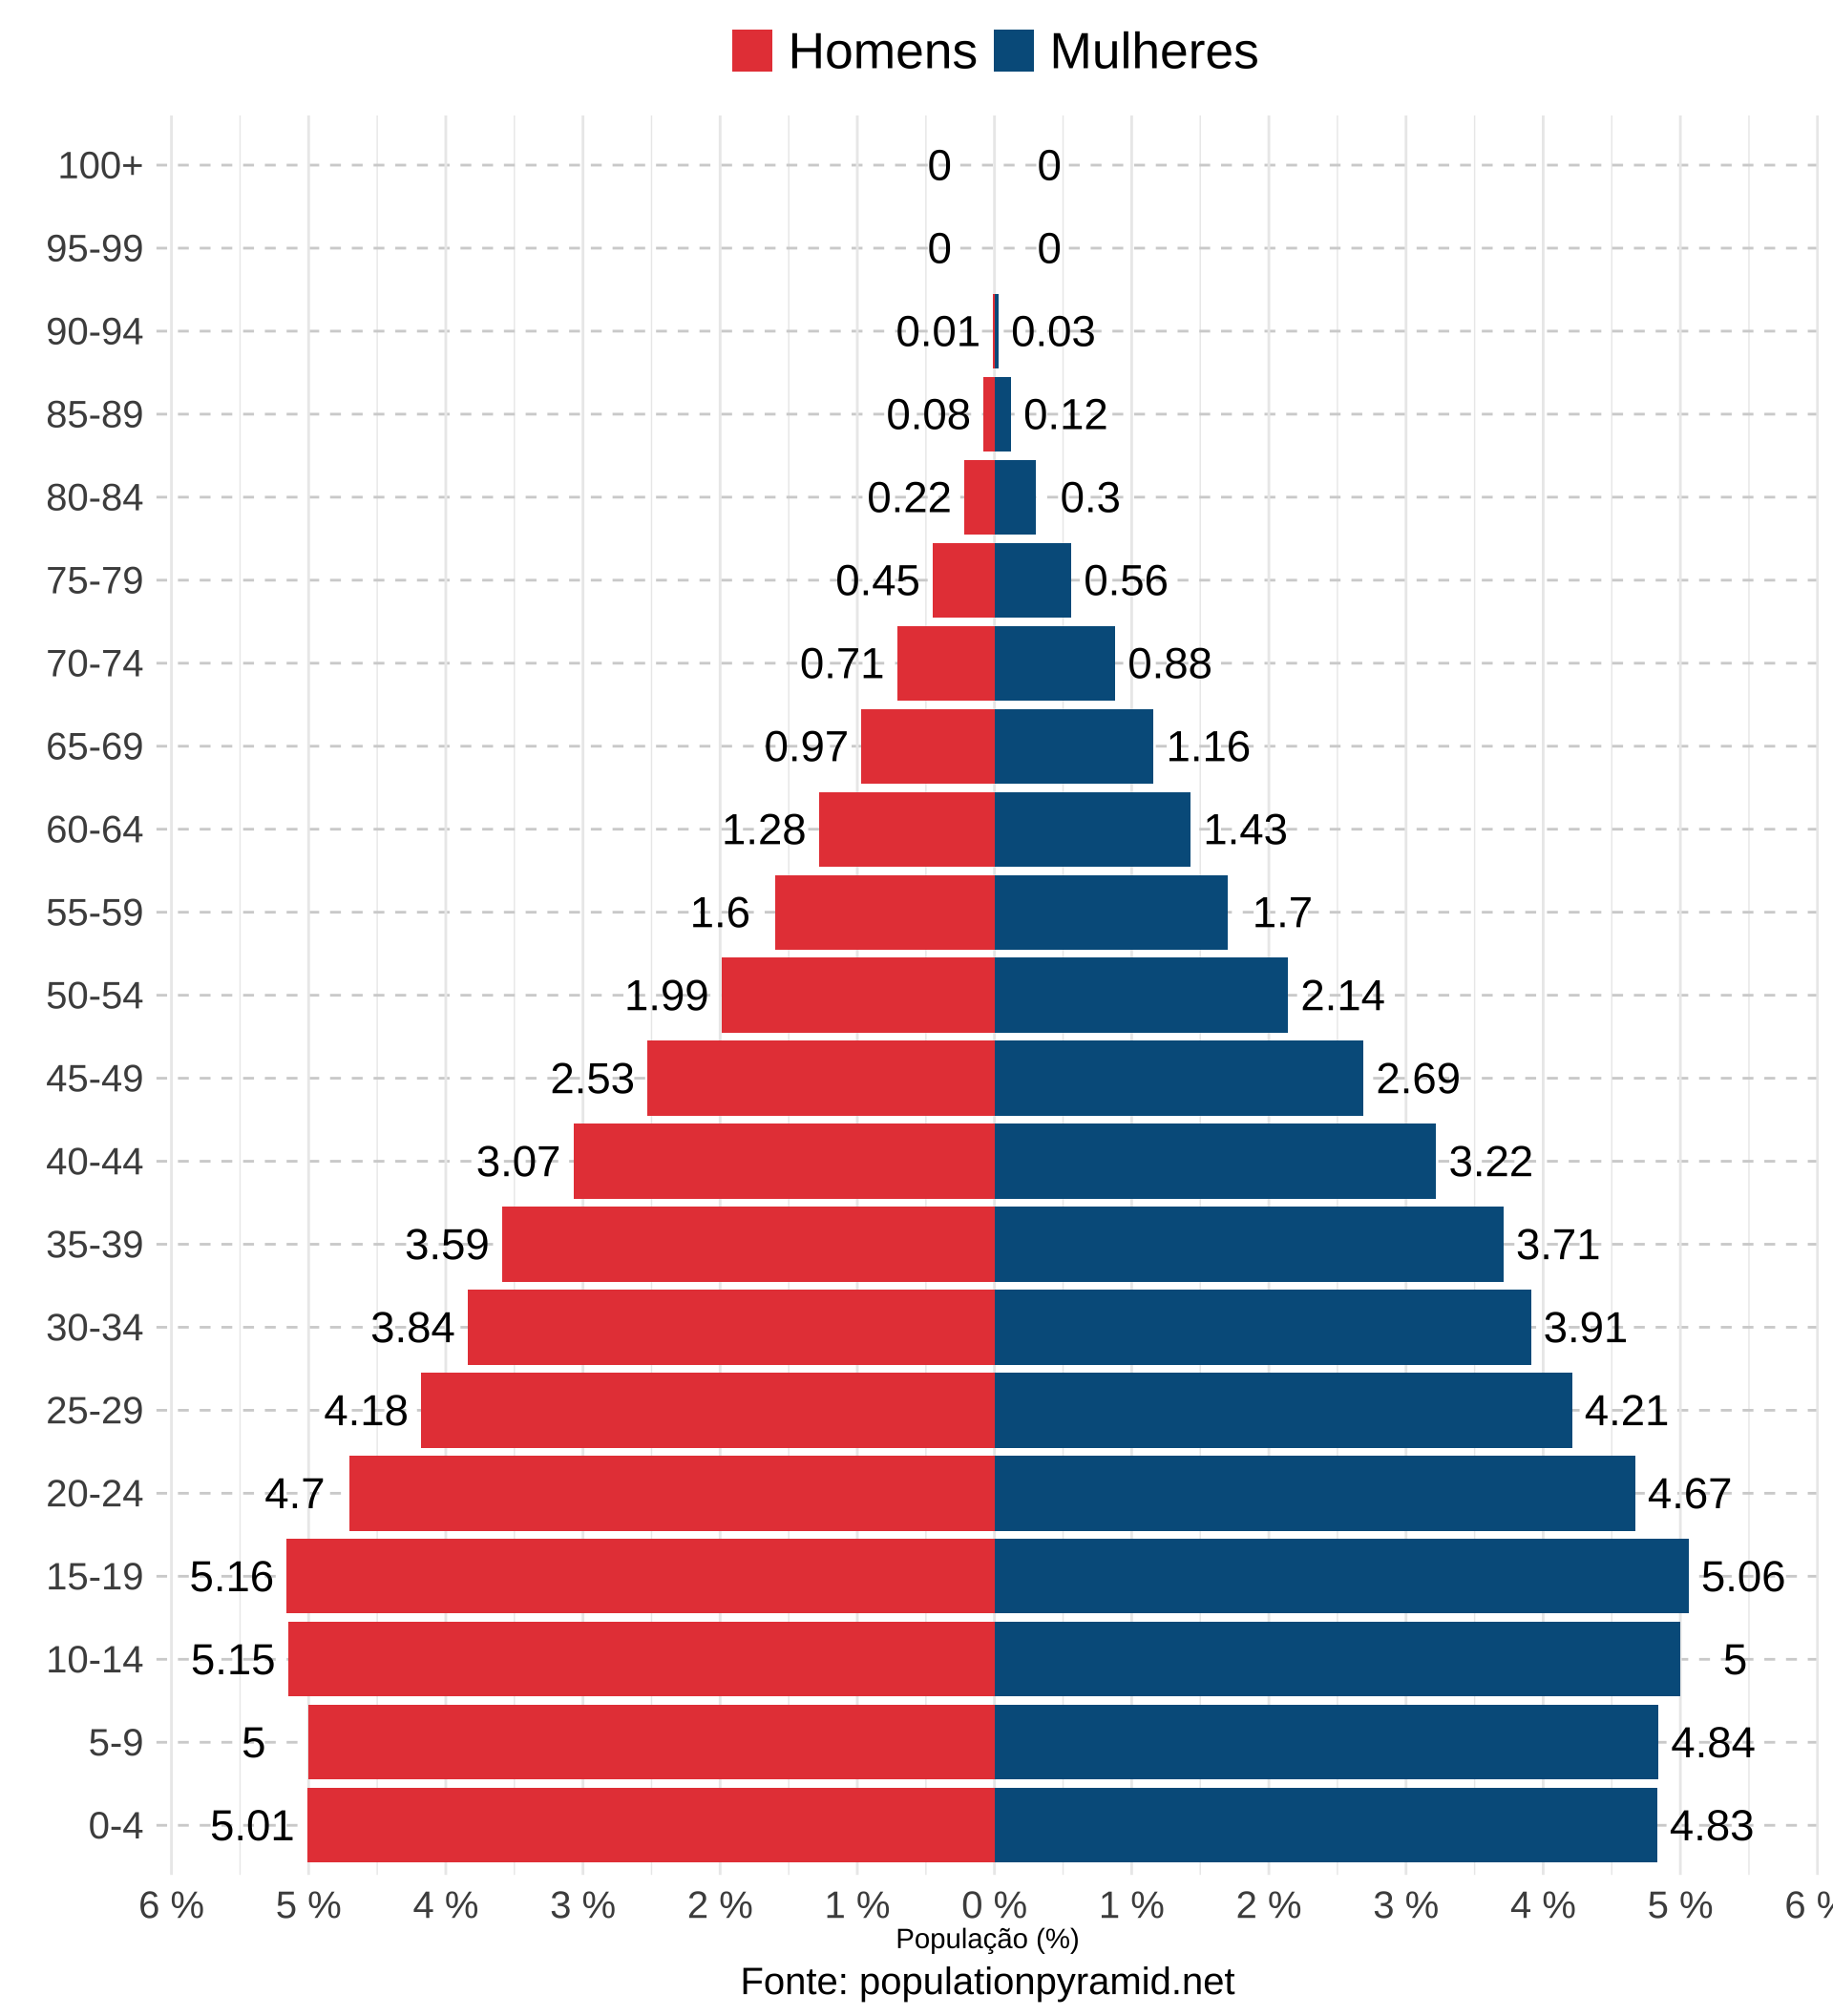 Homens Mulheres
100+ 0 0
95-99 0 0
90-94 0.01 0.03
85-89 0.08 0.12
80-84 0.22 0.3
75-79 0.45 0.56
70-74 0.71 0.88
65-69 0.97 1.16
60-64 1.28 1.43
55-59 1.6 1.7
50-54 1.99 2.14
45-49 2.53 2.69
40-44 3.07 3.22
35-39 3.59 3.71
30-34 3.84 3.91
25-29 4.18 4.21
20-24 4.7 4.67
15-19 5.16 5.06
10-14 5.15 5
5-9 5 4.84
0-4 5.01 4.83
6 % 5 % 4 % 3 % 2 % 1 % 0 % 1 % 2 % 3 % 4 % 5 % 6 %
População (%)
Fonte: populationpyramid.net